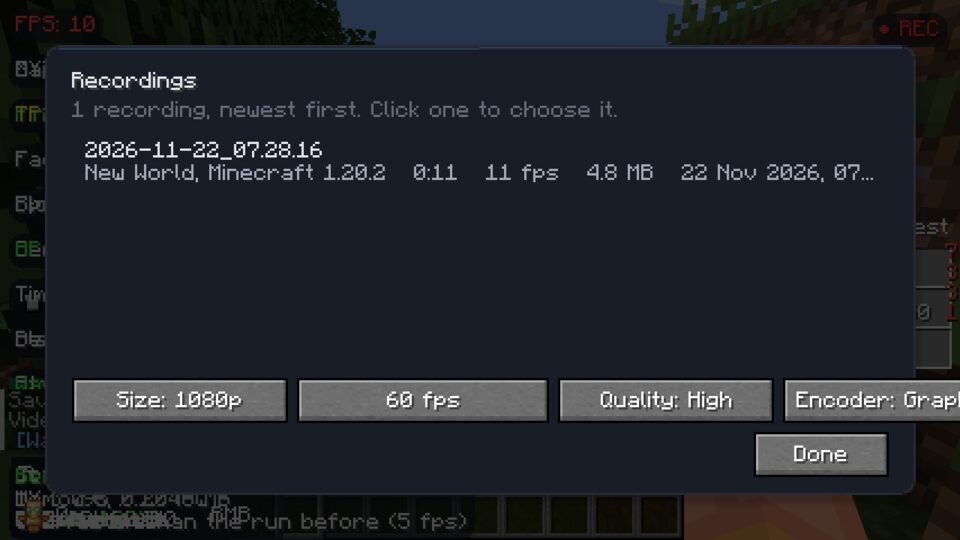 FPS: 10
REC
Recordings
1 recording, newest first. Click one to choose it.
2026-11-22_07.28.16
New World, Minecraft 1.20.2 0:11 11 fps 4.8 MB 22 Nov 2026, 07...
Size: 1080p
60 fps
Quality: High
Encoder: Grap
Done
run before (5 fps)